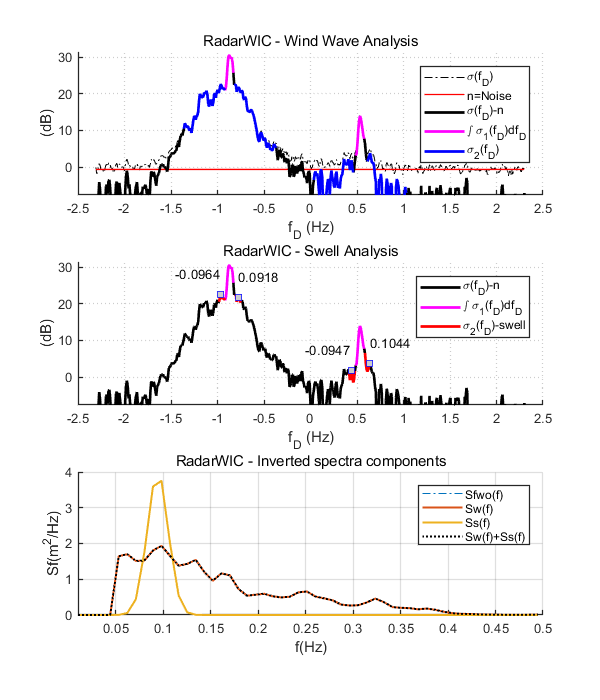 RadarWIC - Wind Wave Analysis
30
20
10
0
(dB)
σ(f_D)
n=Noise
σ(f_D)-n
∫ σ_1(f_D)df_D
σ_2(f_D)
-2.5 -2 -1.5 -1 -0.5 0 0.5 1 1.5 2 2.5
f_D (Hz)
RadarWIC - Swell Analysis
30
20
10
0
(dB)
-0.0964 0.0918
-0.0947 0.1044
σ(f_D)-n
∫ σ_1(f_D)df_D
σ_2(f_D)-swell
-2.5 -2 -1.5 -1 -0.5 0 0.5 1 1.5 2 2.5
f_D (Hz)
RadarWIC - Inverted spectra components
4
3
2
1
0
Sf(m²/Hz)
Sfwo(f)
Sw(f)
Ss(f)
Sw(f)+Ss(f)
0.05 0.1 0.15 0.2 0.25 0.3 0.35 0.4 0.45 0.5
f(Hz)